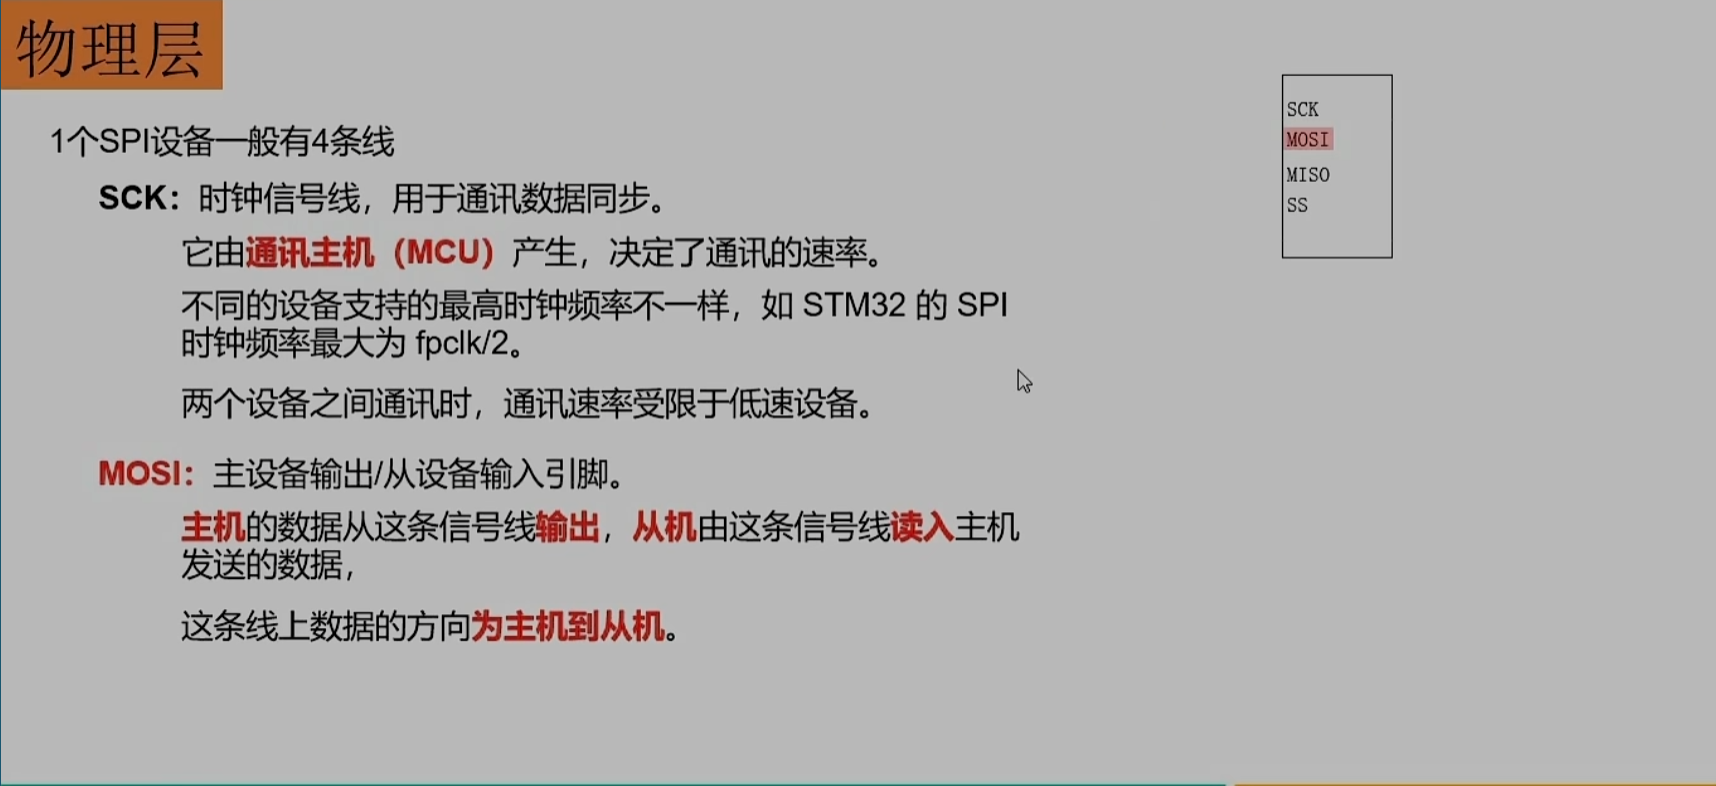 物理层
1个SPI设备一般有4条线
SCK：时钟信号线，用于通讯数据同步。
它由通讯主机（MCU）产生，决定了通讯的速率。
不同的设备支持的最高时钟频率不一样，如 STM32 的 SPI
时钟频率最大为 fpclk/2。
两个设备之间通讯时，通讯速率受限于低速设备。
MOSI：主设备输出/从设备输入引脚。
主机的数据从这条信号线输出，从机由这条信号线读入主机
发送的数据，
这条线上数据的方向为主机到从机。
SCK
MOSI
MISO
SS